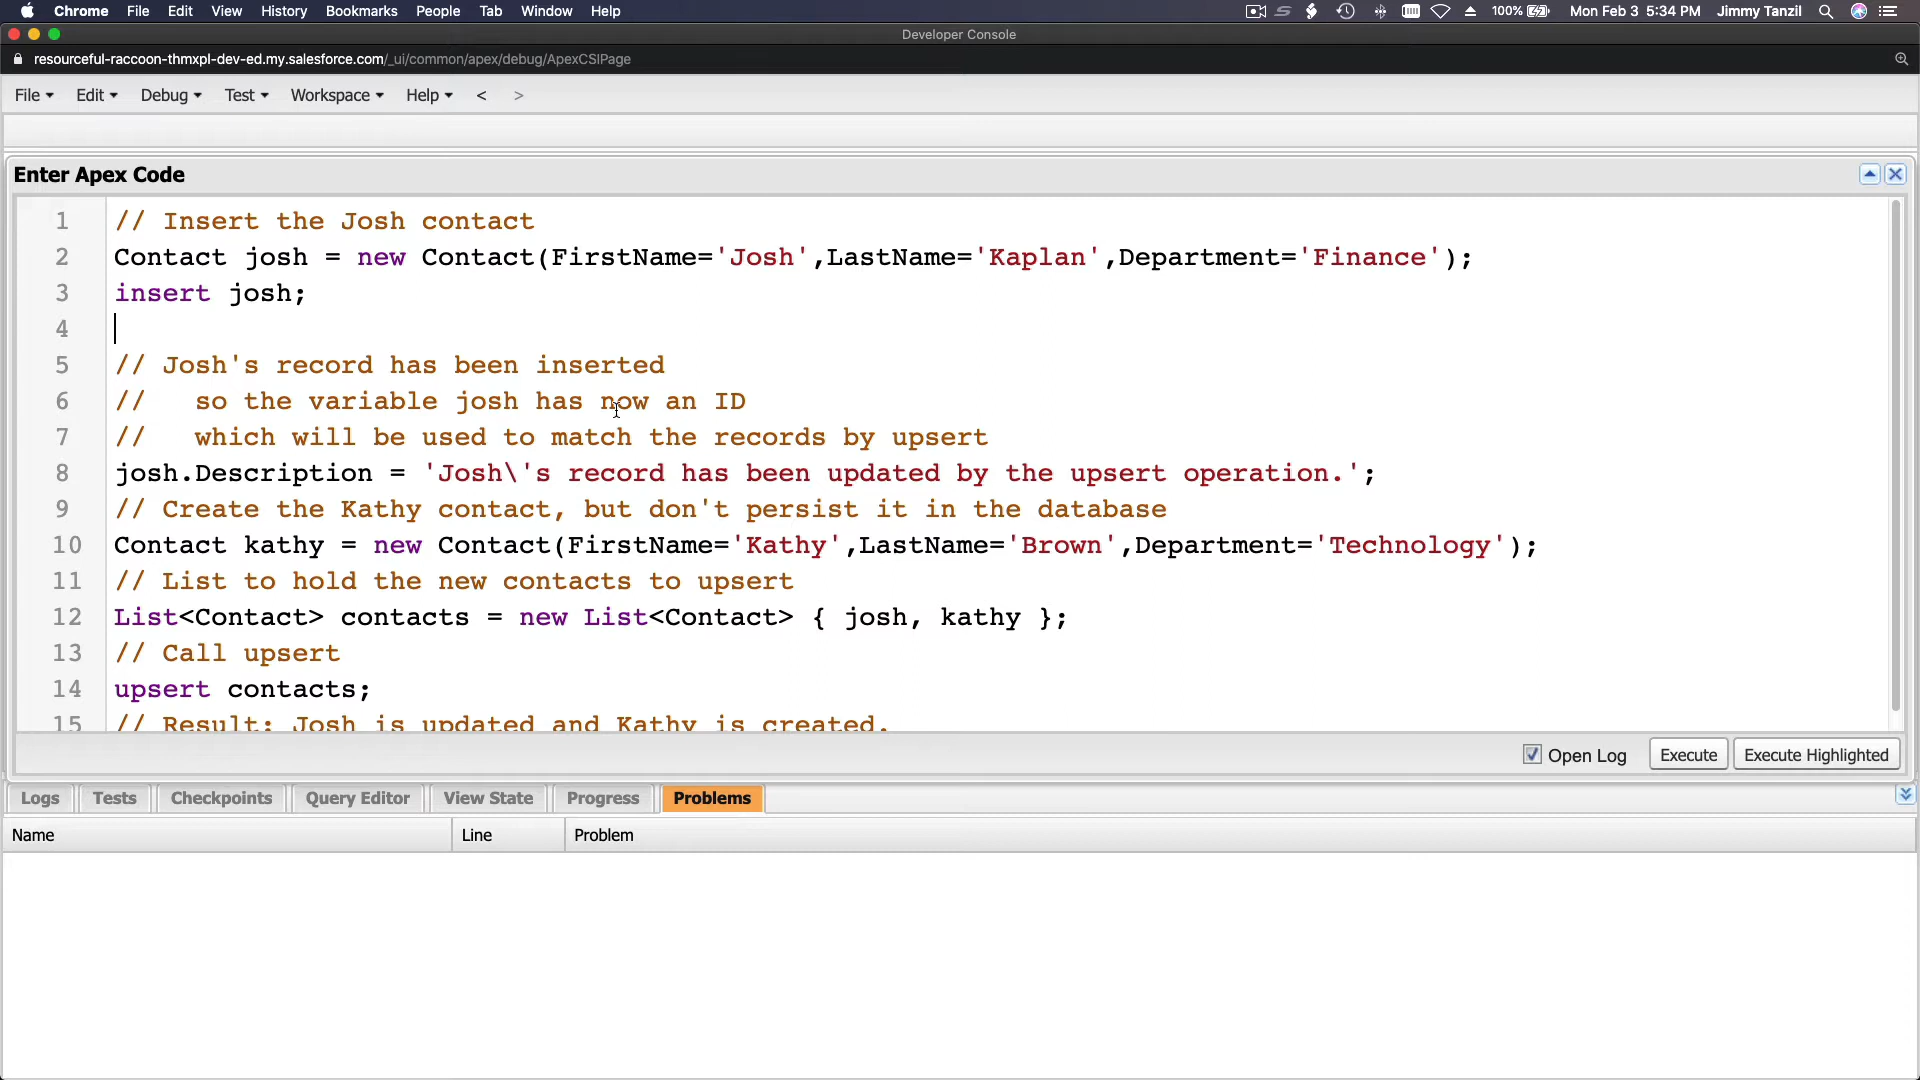 Chrome File Edit View History Bookmarks People Tab Window Help 100% Mon Feb 3 5:34 PM Jimmy Tanzil
Developer Console
resourceful-raccoon-thmxpl-dev-ed.my.salesforce.com/_ui/common/apex/debug/ApexCSIPage
File Edit Debug Test Workspace Help < >
Enter Apex Code
1 // Insert the Josh contact
2 Contact josh = new Contact(FirstName='Josh',LastName='Kaplan',Department='Finance');
3 insert josh;
4
5 // Josh's record has been inserted
6 //   so the variable josh has now an ID
7 //   which will be used to match the records by upsert
8 josh.Description = 'Josh\'s record has been updated by the upsert operation.';
9 // Create the Kathy contact, but don't persist it in the database
10 Contact kathy = new Contact(FirstName='Kathy',LastName='Brown',Department='Technology');
11 // List to hold the new contacts to upsert
12 List<Contact> contacts = new List<Contact> { josh, kathy };
13 // Call upsert
14 upsert contacts;
15 // Result: Josh is updated and Kathy is created.
Open Log Execute Execute Highlighted
Logs Tests Checkpoints Query Editor View State Progress Problems
Name Line Problem